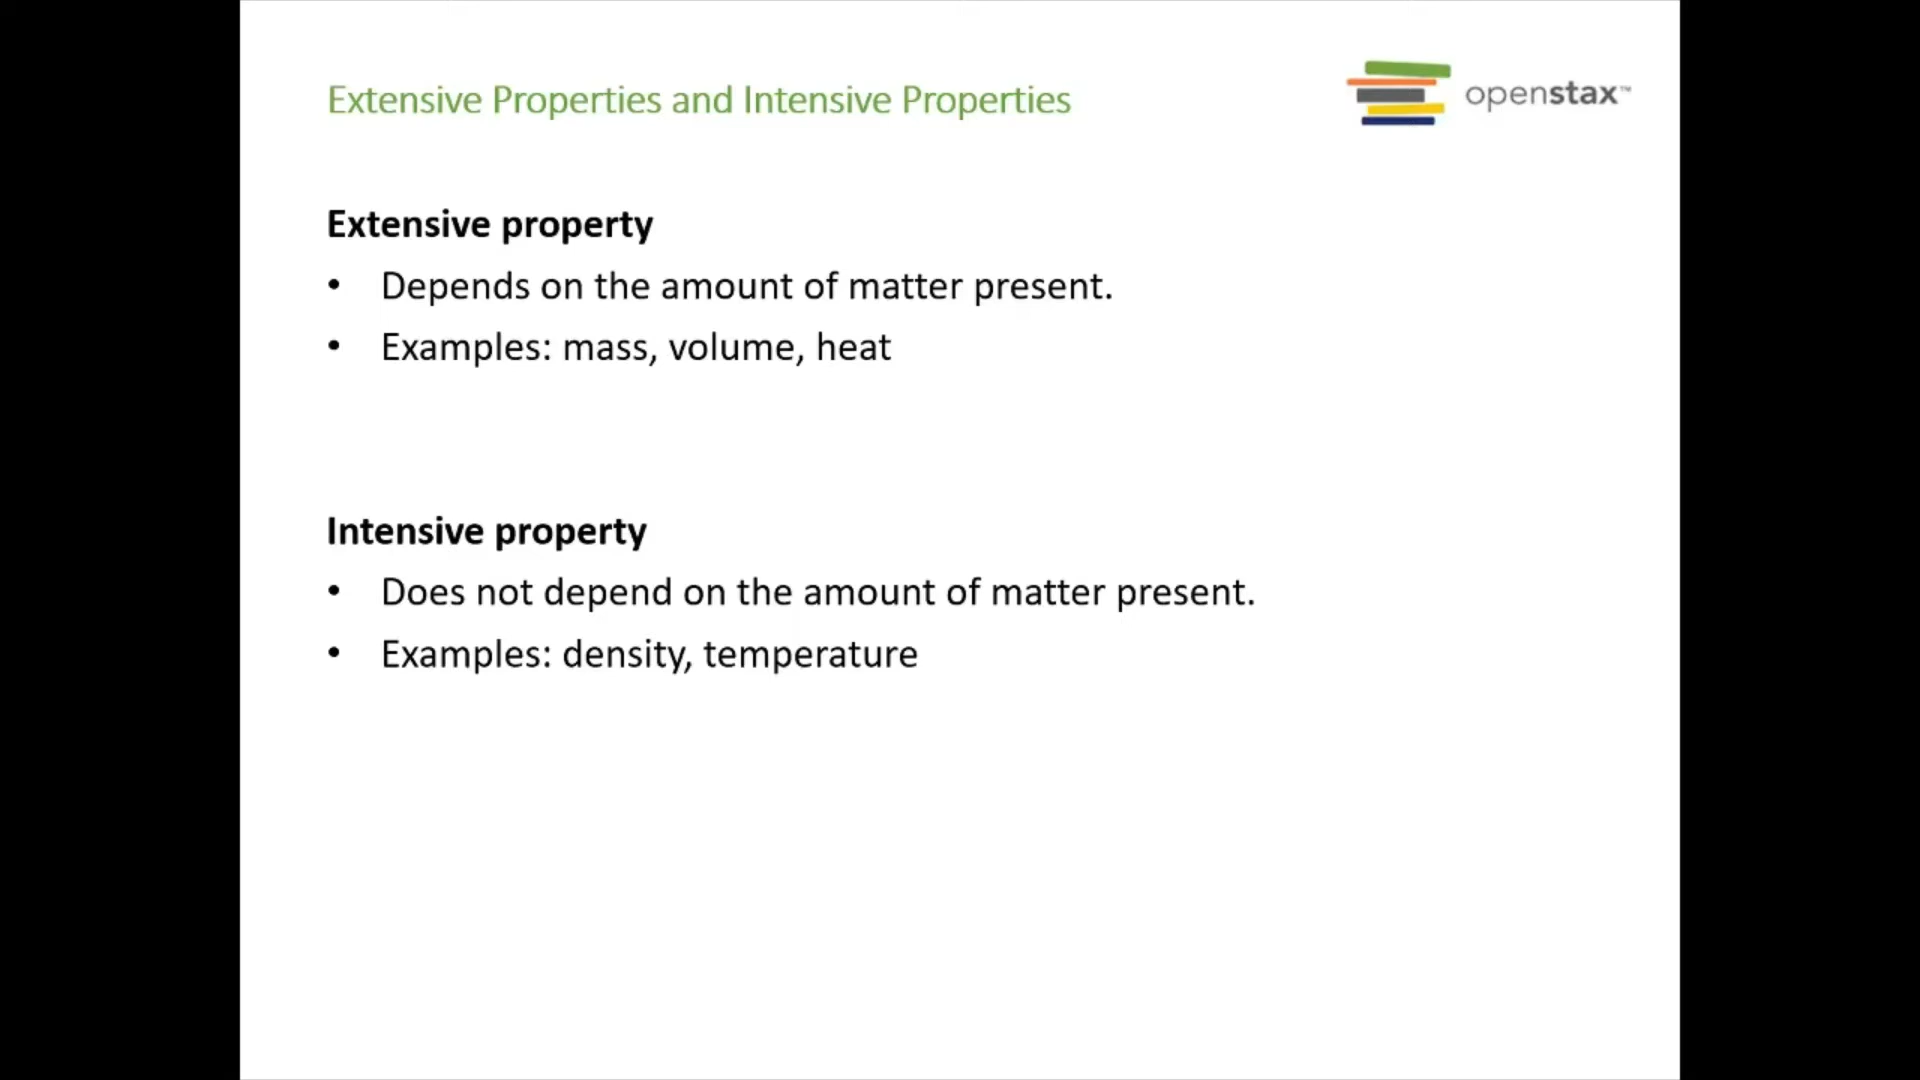 Extensive Properties and Intensive Properties
openstax™
Extensive property
• Depends on the amount of matter present.
• Examples: mass, volume, heat
Intensive property
• Does not depend on the amount of matter present.
• Examples: density, temperature